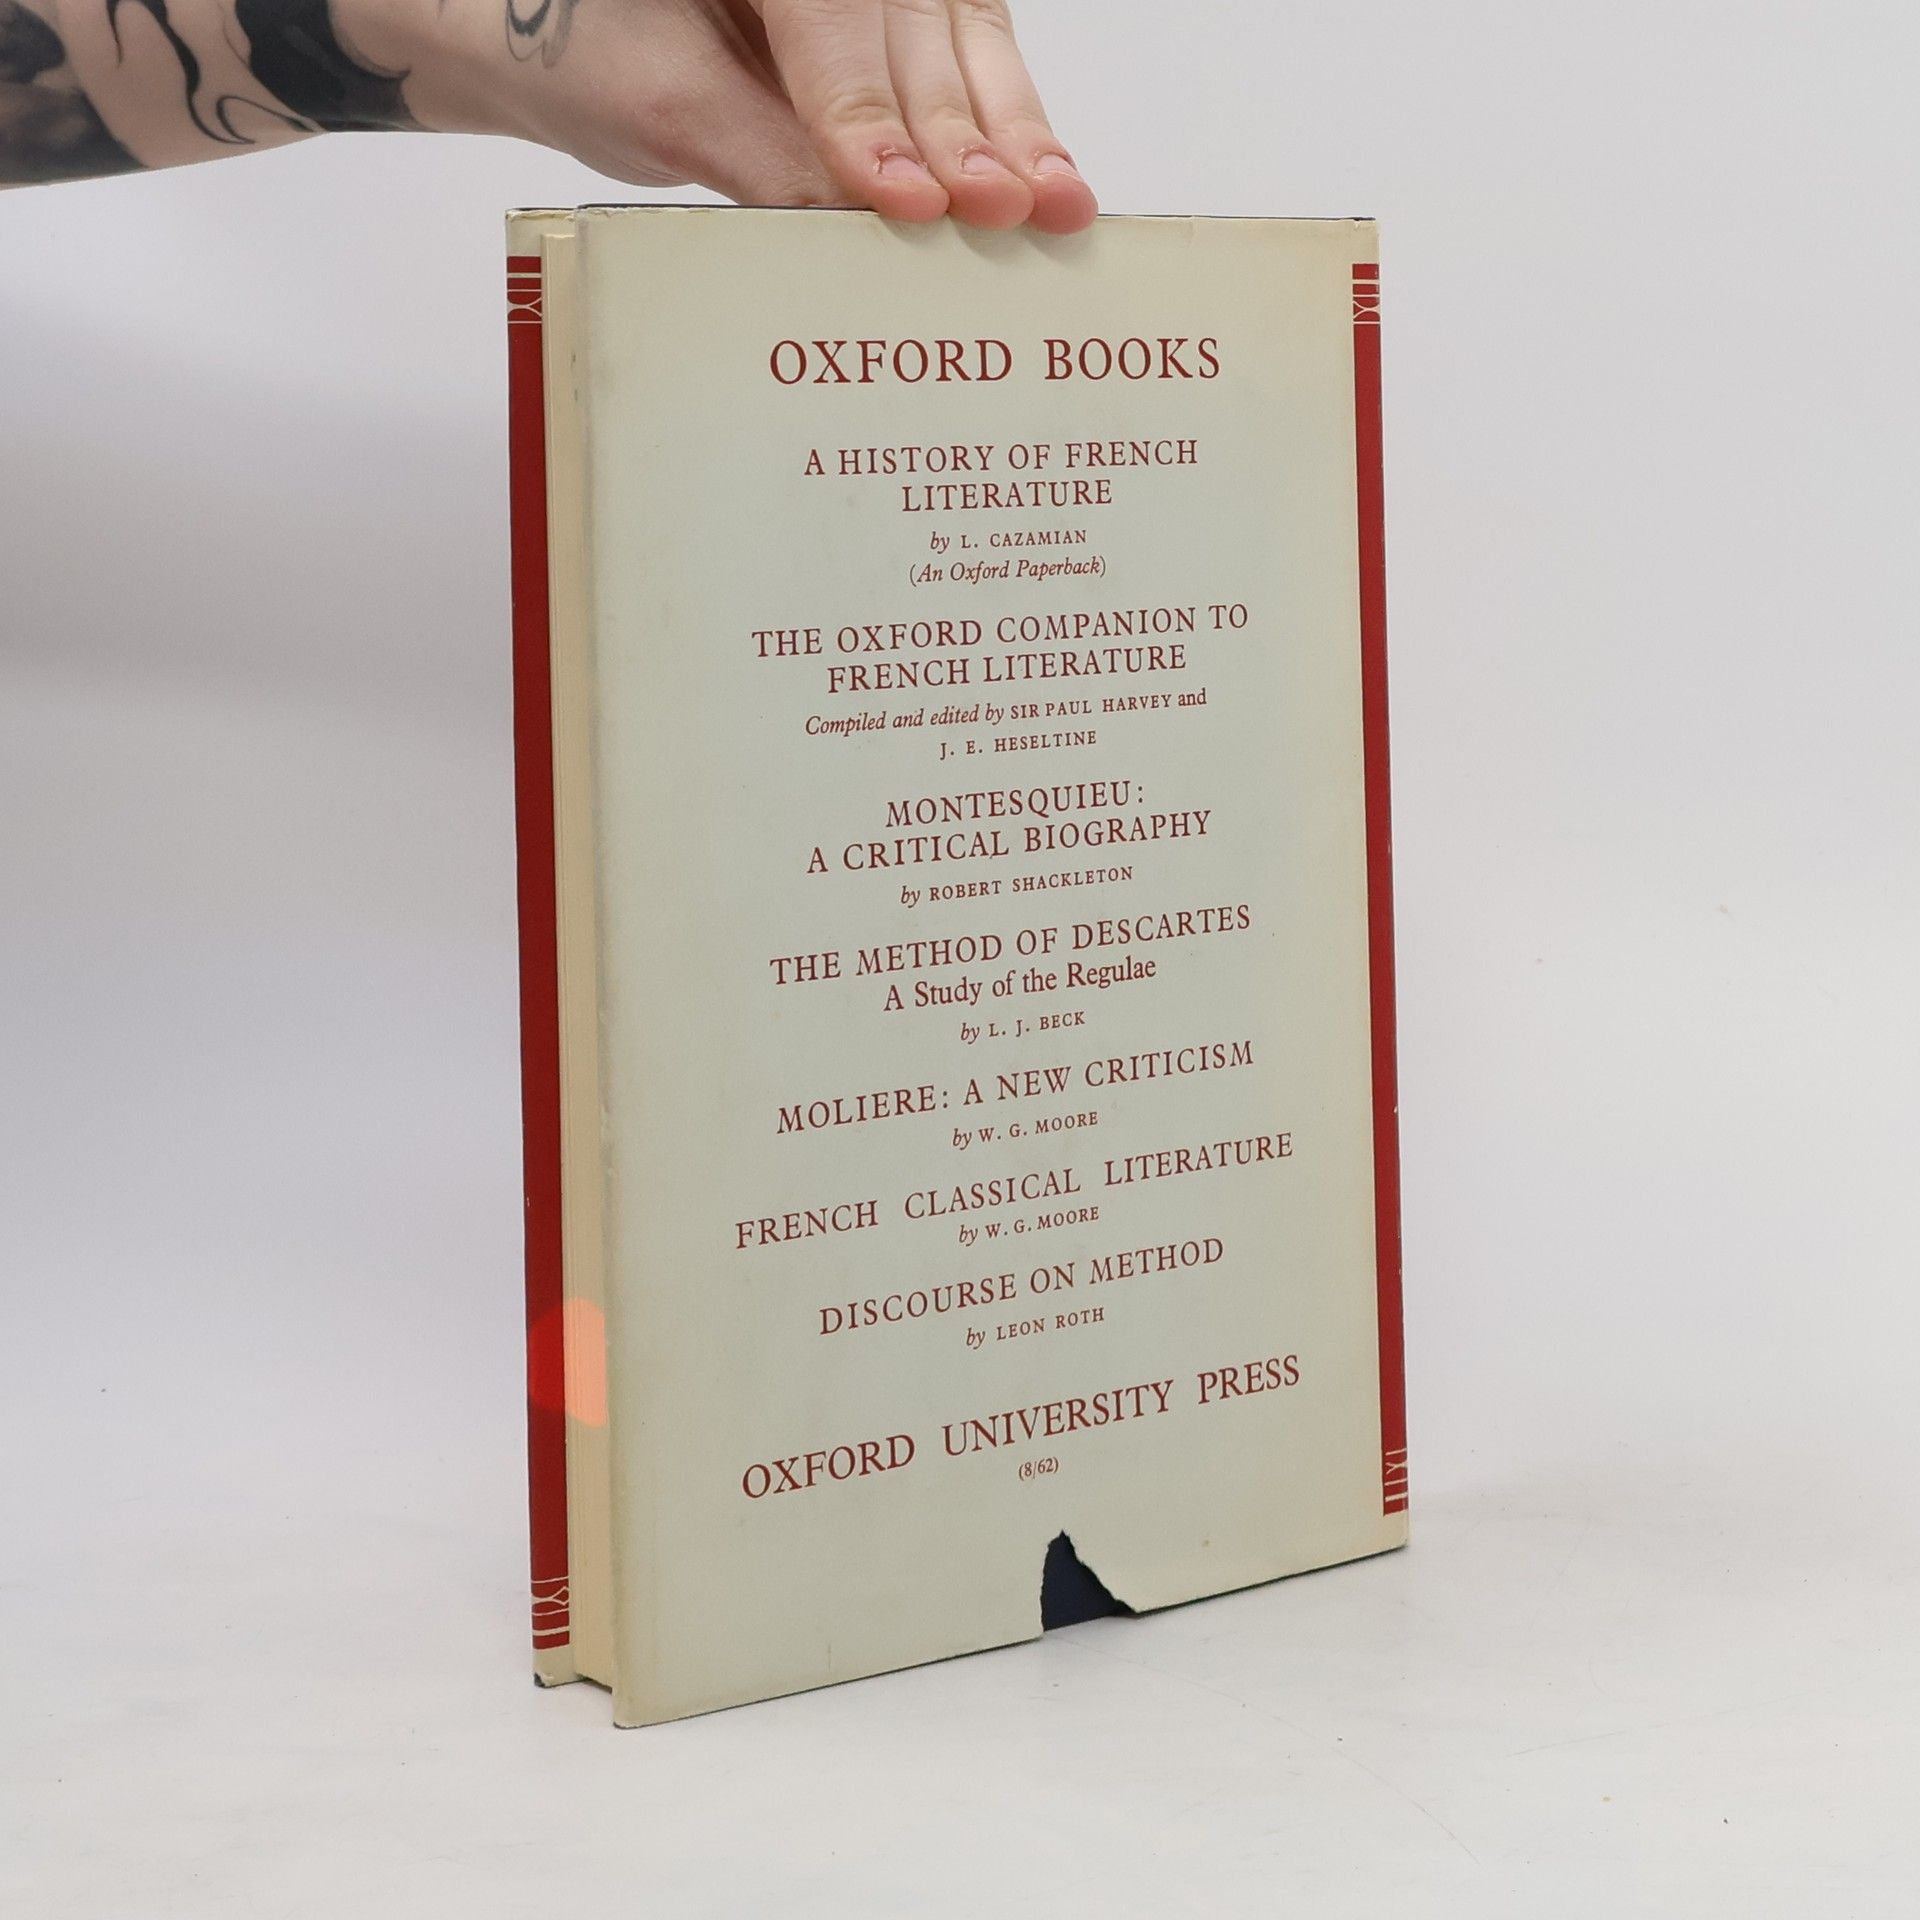 OXFORD BOOKS
A HISTORY OF FRENCH
LITERATURE
by L. CAZAMIAN
(An Oxford Paperback)
THE OXFORD COMPANION TO
FRENCH LITERATURE
Compiled and edited by SIR PAUL HARVEY and
J. E. HESELTINE
MONTESQUIEU:
A CRITICAL BIOGRAPHY
by ROBERT SHACKLETON
THE METHOD OF DESCARTES
A Study of the Regulae
by L. J. BECK
MOLIERE: A NEW CRITICISM
by W. G. MOORE
FRENCH CLASSICAL LITERATURE
by W. G. MOORE
DISCOURSE ON METHOD
by LEON ROTH
OXFORD UNIVERSITY PRESS
(8/62)